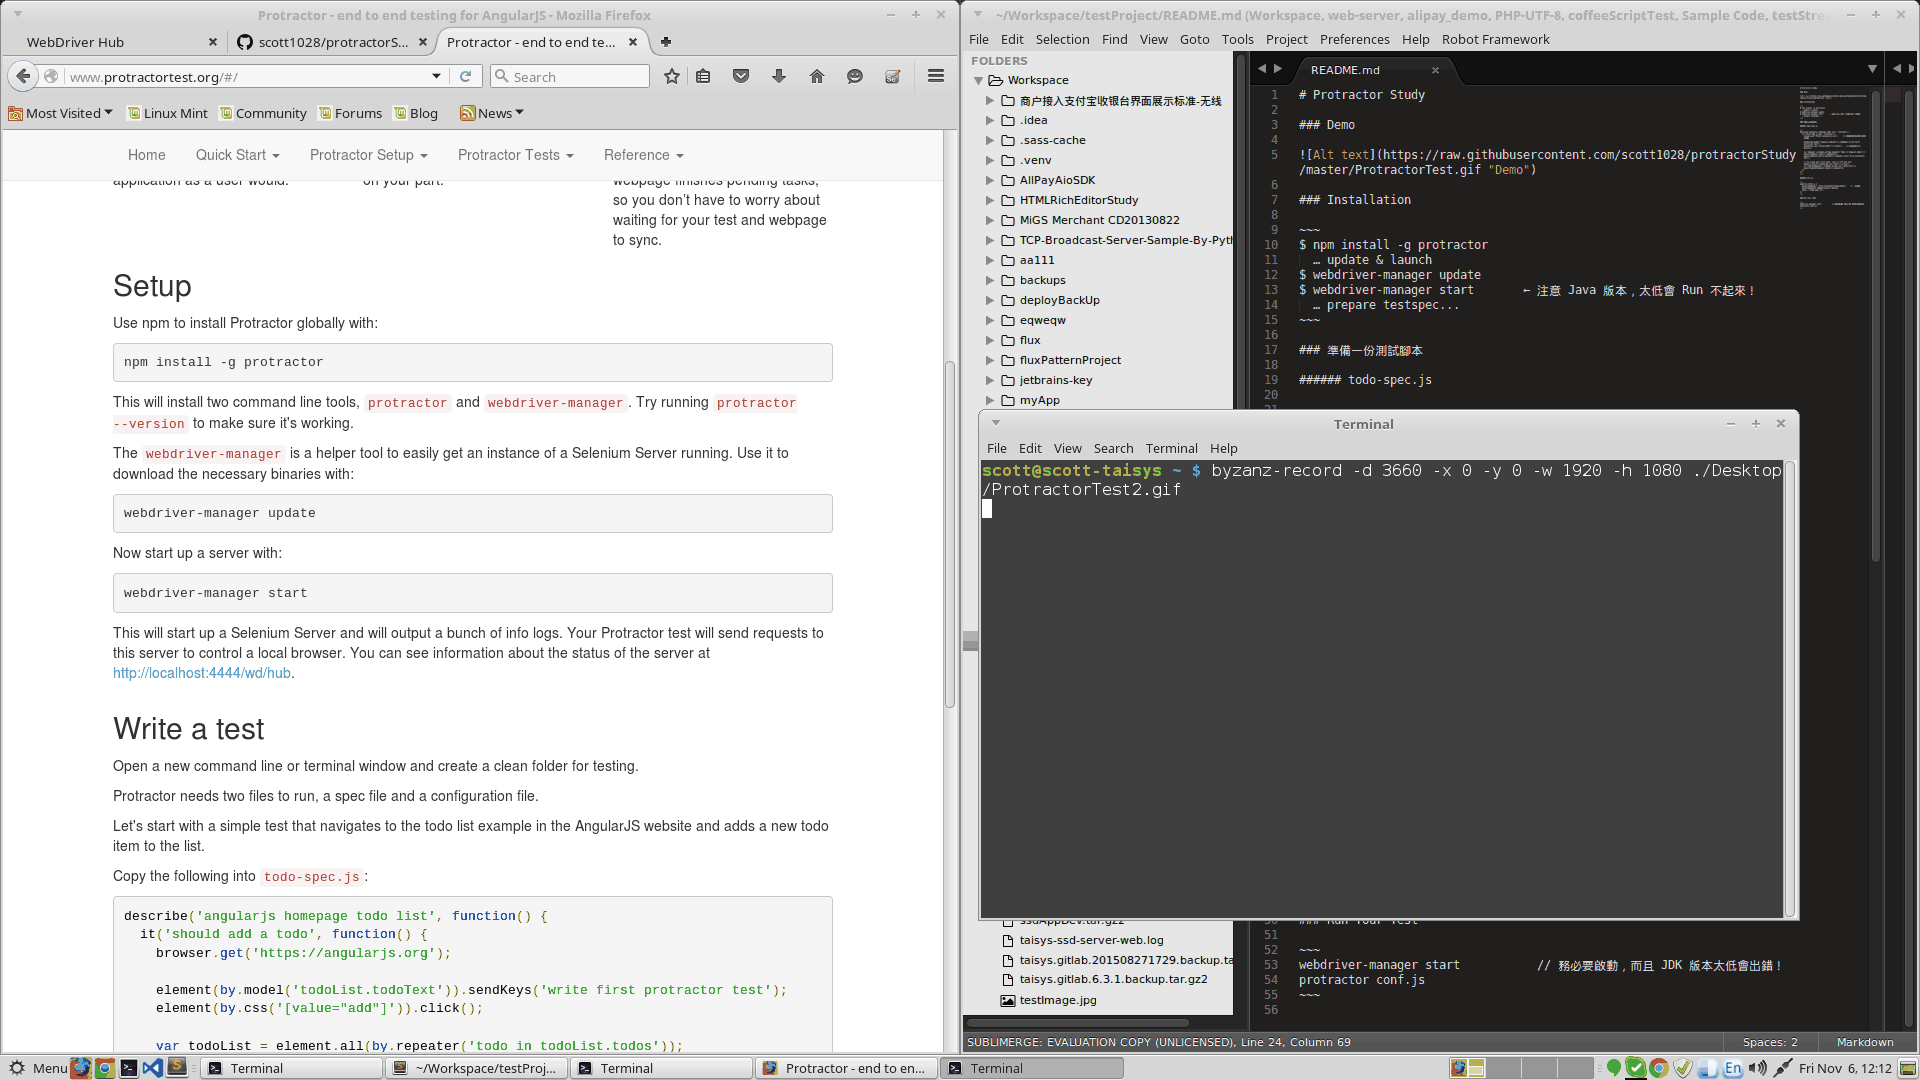 Protractor - end to end testing for AngularJS - Mozilla Firefox
WebDriver Hub
scott1028/protractorS...
Protractor - end to end te...
www.protractortest.org/#/
Search
Most Visited
Linux Mint
Community
Forums
Blog
News
Home
Quick Start
Protractor Setup
Protractor Tests
Reference
application as a user would.
on your part.
webpage finishes pending tasks,
so you don't have to worry about
waiting for your test and webpage
to sync.
Setup
Use npm to install Protractor globally with:
npm install -g protractor
This will install two command line tools, protractor and webdriver-manager. Try running protractor
--version to make sure it's working.
The webdriver-manager is a helper tool to easily get an instance of a Selenium Server running. Use it to
download the necessary binaries with:
webdriver-manager update
Now start up a server with:
webdriver-manager start
This will start up a Selenium Server and will output a bunch of info logs. Your Protractor test will send requests to
this server to control a local browser. You can see information about the status of the server at
http://localhost:4444/wd/hub.
Write a test
Open a new command line or terminal window and create a clean folder for testing.
Protractor needs two files to run, a spec file and a configuration file.
Let's start with a simple test that navigates to the todo list example in the AngularJS website and adds a new todo
item to the list.
Copy the following into todo-spec.js:
describe('angularjs homepage todo list', function() {
it('should add a todo', function() {
browser.get('https://angularjs.org');
element(by.model('todoList.todoText')).sendKeys('write first protractor test');
element(by.css('[value="add"]')).click();
var todoList = element.all(by.repeater('todo in todoList.todos'));
~/Workspace/testProject/README.md (Workspace, web-server, alipay_demo, PHP-UTF-8, coffeeScriptTest, Sample Code, testStre
File Edit Selection Find View Goto Tools Project Preferences Help Robot Framework
FOLDERS
Workspace
商户接入支付宝收银台界面展示标准-无线
.idea
.sass-cache
.venv
AllPayAioSDK
HTMLRichEditorStudy
MiGS Merchant CD20130822
TCP-Broadcast-Server-Sample-By-Pyth
aa111
backups
deployBackUp
eqweqw
flux
fluxPatternProject
jetbrains-key
myApp
ssdAppDev.tar.gz2
taisys-ssd-server-web.log
taisys.gitlab.201508271729.backup.ta
taisys.gitlab.6.3.1.backup.tar.gz2
testImage.jpg
README.md
1 # Protractor Study
2
3 ### Demo
4
5 ![Alt text](https://raw.githubusercontent.com/scott1028/protractorStudy
/master/ProtractorTest.gif "Demo")
6
7 ### Installation
8
9 ~~~
10 $ npm install -g protractor
11 … update & launch
12 $ webdriver-manager update
13 $ webdriver-manager start ← 注意 Java 版本，太低會 Run 不起來！
14 … prepare testspec...
15 ~~~
16
17 ### 準備一份測試腳本
18
19 ###### todo-spec.js
20
21
Terminal
File Edit View Search Terminal Help
scott@scott-taisys ~ $ byzanz-record -d 3660 -x 0 -y 0 -w 1920 -h 1080 ./Desktop
/ProtractorTest2.gif
50 ### Run Your Test
51
52 ~~~
53 webdriver-manager start // 務必要啟動，而且 JDK 版本太低會出錯！
54 protractor conf.js
55 ~~~
56
SUBLIMERGE: EVALUATION COPY (UNLICENSED), Line 24, Column 69
Spaces: 2
Markdown
Menu
Terminal
~/Workspace/testProj...
Terminal
Protractor - end to en...
Terminal
En
Fri Nov 6, 12:12